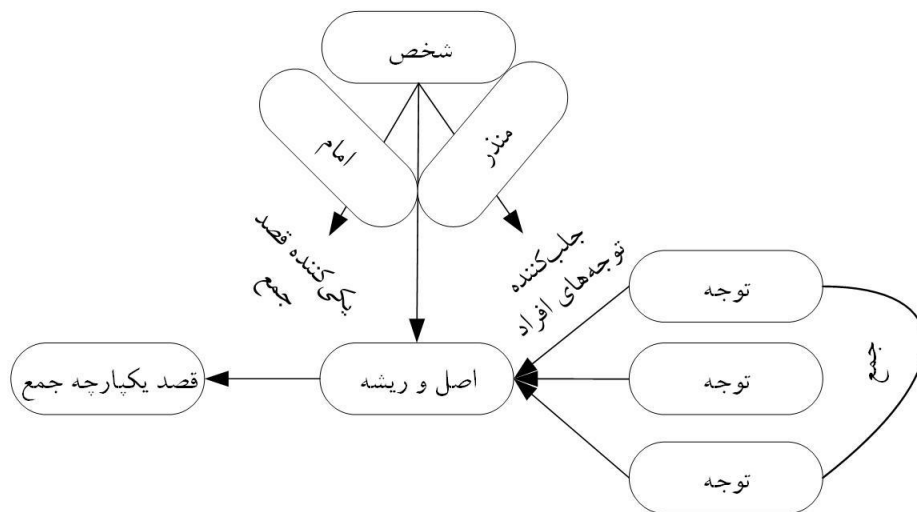 شخص
منذر
امام
جلب‌کننده
توجه‌های افراد
یکی‌کننده قصد
جمع
توجه
جمع
اصل و ریشه
توجه
قصد یکپارچه جمع
توجه